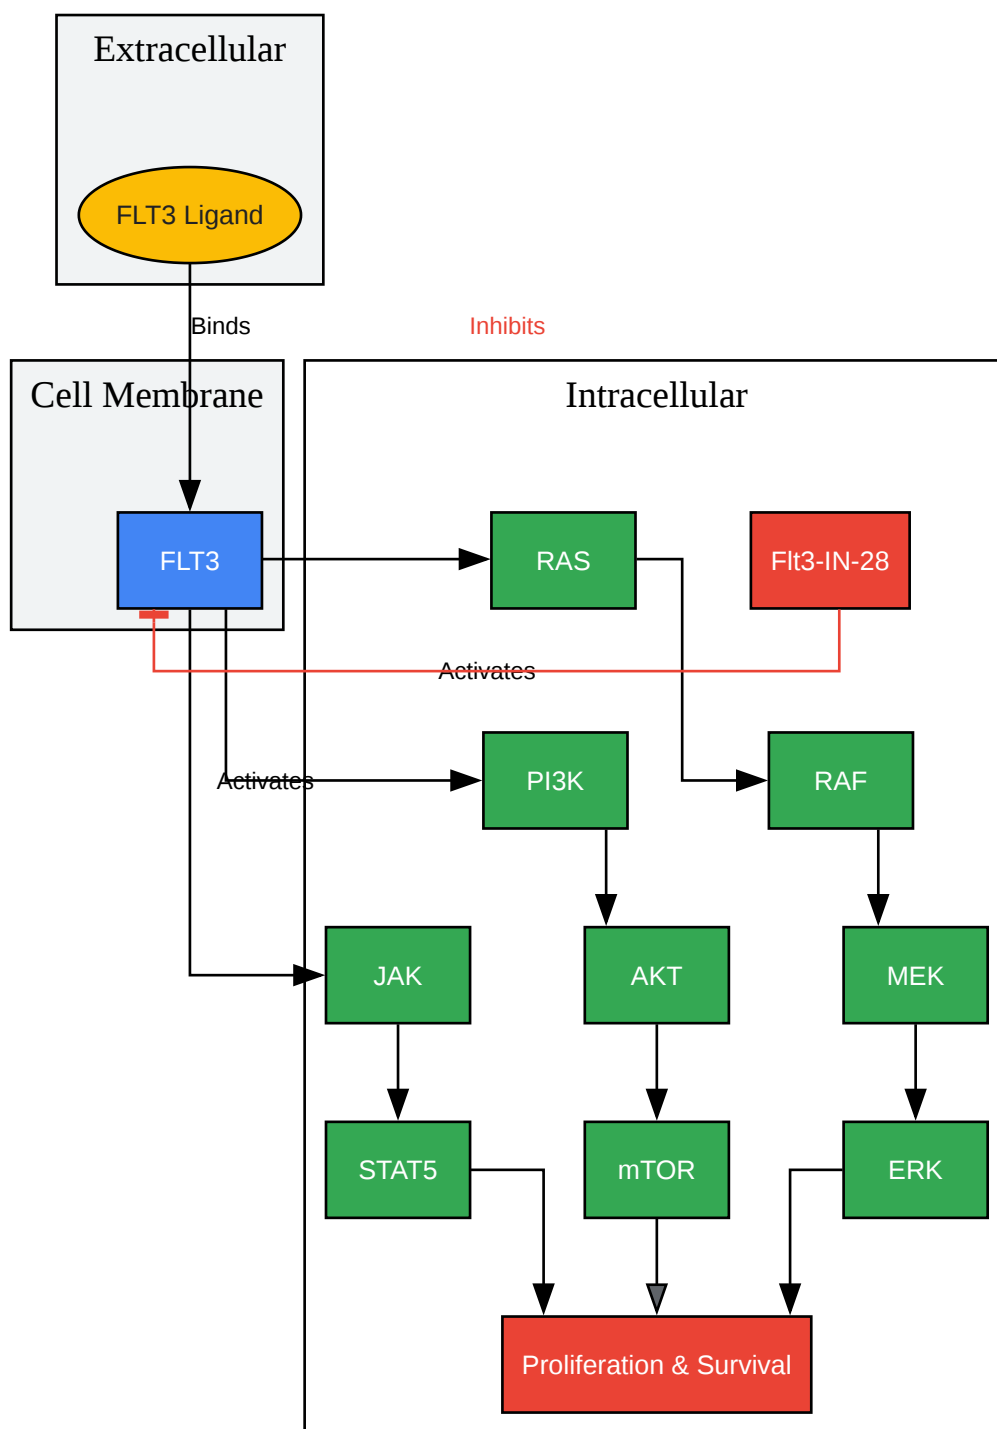 Extracellular
FLT3 Ligand
Binds
Inhibits
Cell Membrane
Intracellular
FLT3
RAS
Flt3-IN-28
Activates
Activates
PI3K
RAF
JAK
AKT
MEK
STAT5
mTOR
ERK
Proliferation & Survival